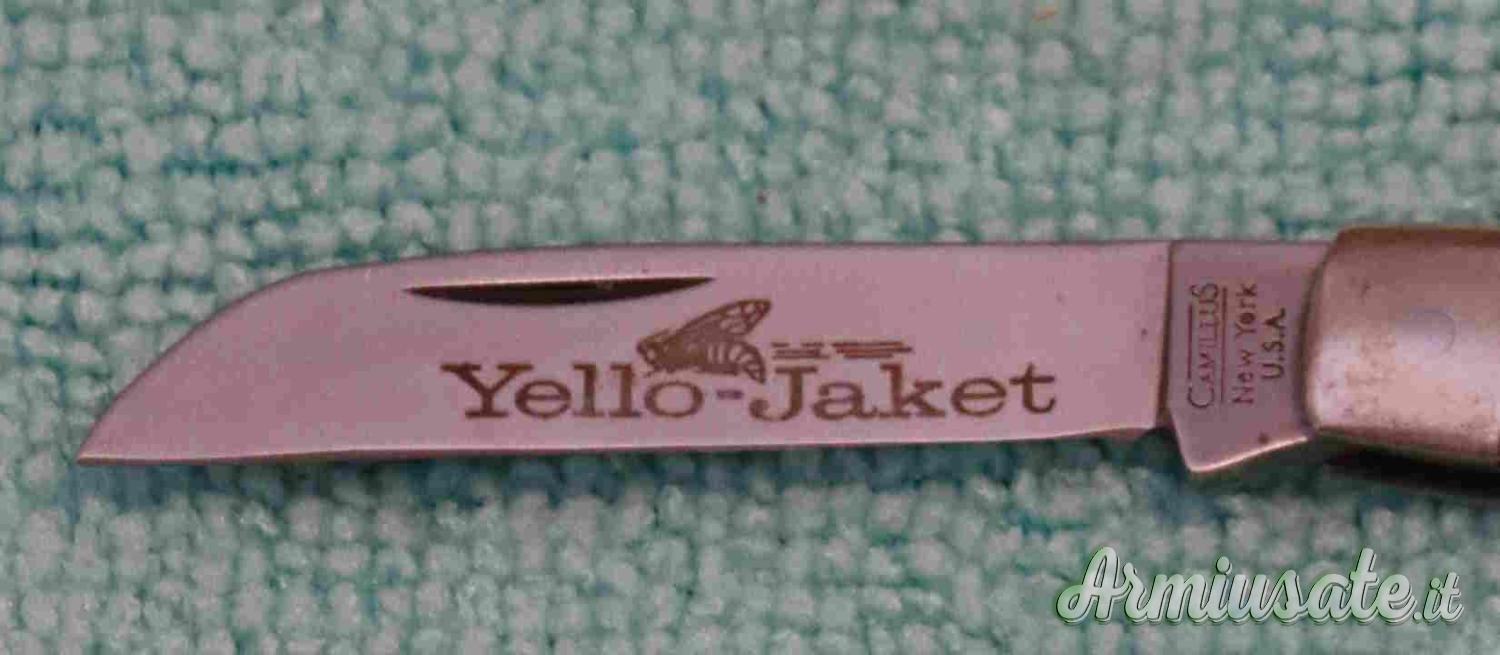 Yello-Jaket
CAMILLUS
New York
U.S.A.
Armiusate.it